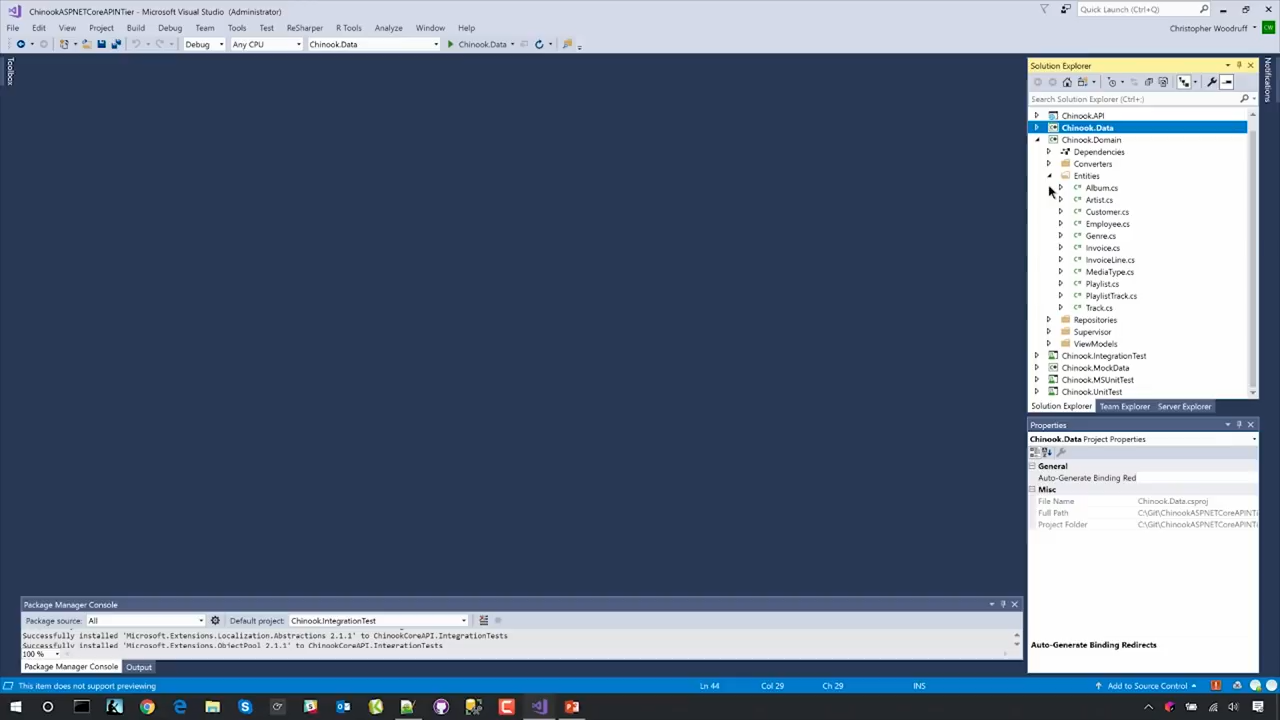 ChinookASPNETCoreAPINTier - Microsoft Visual Studio (Administrator)
Quick Launch (Ctrl+Q)
File Edit View Project Build Debug Team Tools Test ReSharper R Tools Analyze Window Help
Christopher Woodruff CW
Debug Any CPU Chinook.Data Chinook.Data
Toolbox
Notifications
Solution Explorer
Search Solution Explorer (Ctrl+;)
Chinook.API
Chinook.Data
Chinook.Domain
Dependencies
Converters
Entities
Album.cs
Artist.cs
Customer.cs
Employee.cs
Genre.cs
Invoice.cs
InvoiceLine.cs
MediaType.cs
Playlist.cs
PlaylistTrack.cs
Track.cs
Repositories
Supervisor
ViewModels
Chinook.IntegrationTest
Chinook.MockData
Chinook.MSUnitTest
Chinook.UnitTest
Solution Explorer Team Explorer Server Explorer
Properties
Chinook.Data Project Properties
General
Auto-Generate Binding Red
Misc
File Name Chinook.Data.csproj
Full Path C:\Git\ChinookASPNETCoreAPINTi
Project Folder C:\Git\ChinookASPNETCoreAPINTi
Auto-Generate Binding Redirects
Package Manager Console
Package source: All Default project: Chinook.IntegrationTest
Successfully installed 'Microsoft.Extensions.Localization.Abstractions 2.1.1' to ChinookCoreAPI.IntegrationTests
Successfully installed 'Microsoft.Extensions.ObjectPool 2.1.1' to ChinookCoreAPI.IntegrationTests
100 %
Package Manager Console Output
This item does not support previewing Ln 44 Col 29 Ch 29 INS Add to Source Control